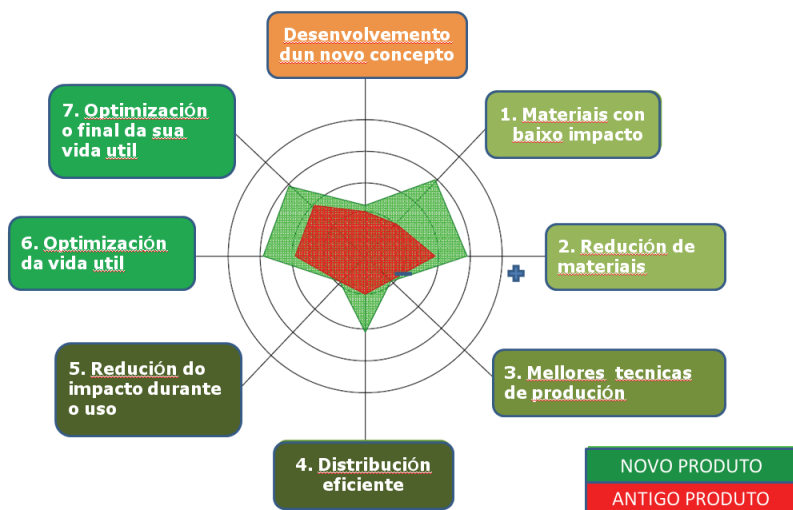 Desenvolvemento
dun novo concepto
1. Materiais con
baixo impacto
2. Redución de
materiais
3. Mellores tecnicas
de produción
4. Distribución
eficiente
5. Redución do
impacto durante
o uso
6. Optimización
da vida util
7. Optimización
o final da sua
vida util
NOVO PRODUTO
ANTIGO PRODUTO